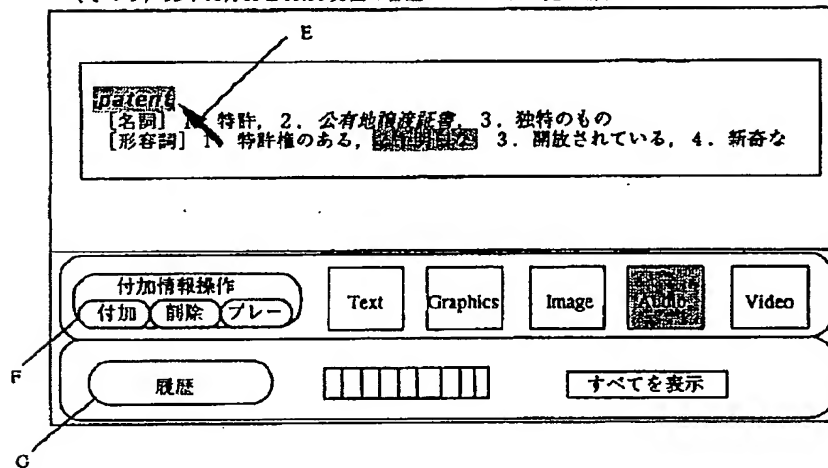 E
patent
[名詞] 1. 特許, 2. 公有地譲渡証書, 3. 独特のもの
[形容詞] 1. 特許権のある, 3. 開放されている, 4. 新奇な
付加情報操作
付加 削除 プレー
Text Graphics Image Audio Video
F
履歴 すべてを表示
G